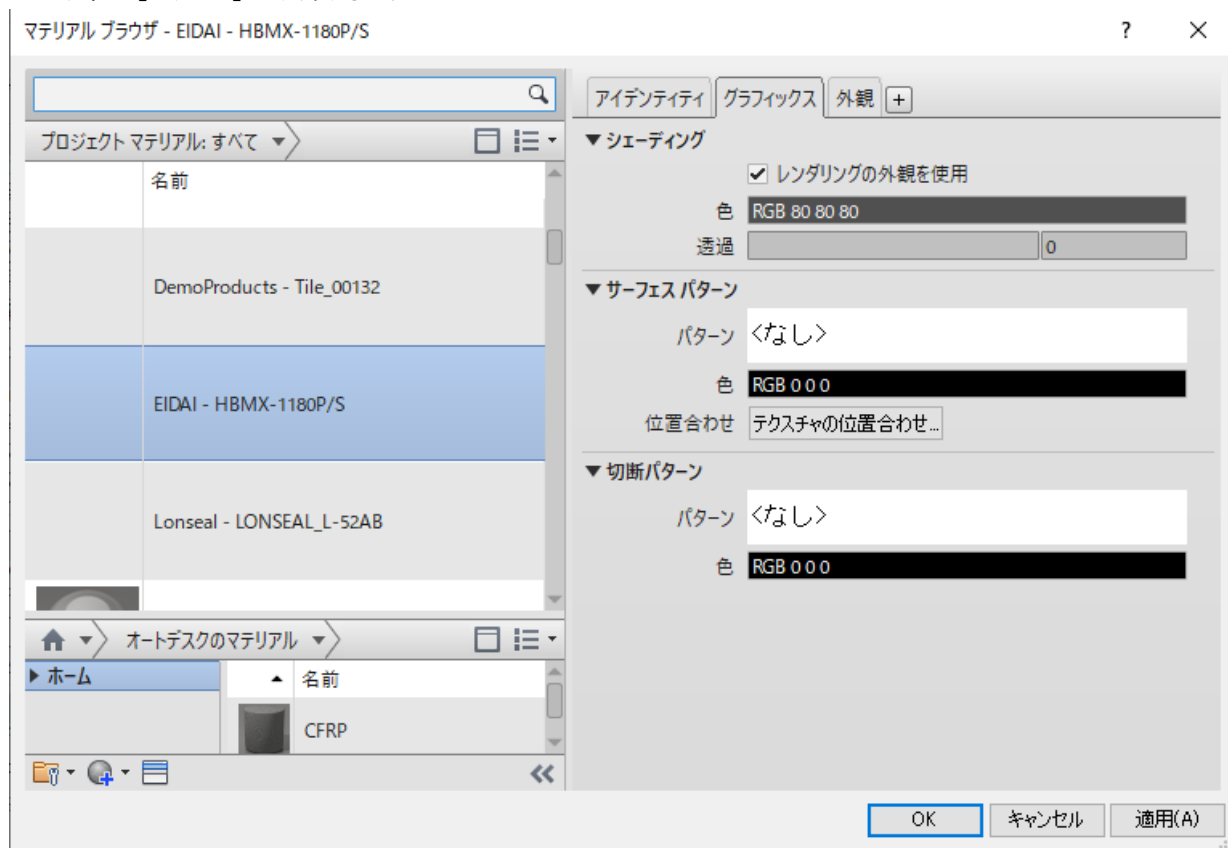 マテリアル ブラウザ - EIDAI - HBMX-1180P/S
?
プロジェクト マテリアル: すべて
名前
DemoProducts - Tile_00132
EIDAI - HBMX-1180P/S
Lonseal - LONSEAL_L-52AB
オートデスクのマテリアル
ホーム
名前
CFRP
アイデンティティ グラフィックス 外観
シェーディング
レンダリングの外観を使用
色 RGB 80 80 80
透過 0
サーフェス パターン
パターン <なし>
色 RGB 0 0 0
位置合わせ テクスチャの位置合わせ...
切断パターン
パターン <なし>
色 RGB 0 0 0
OK キャンセル 適用(A)